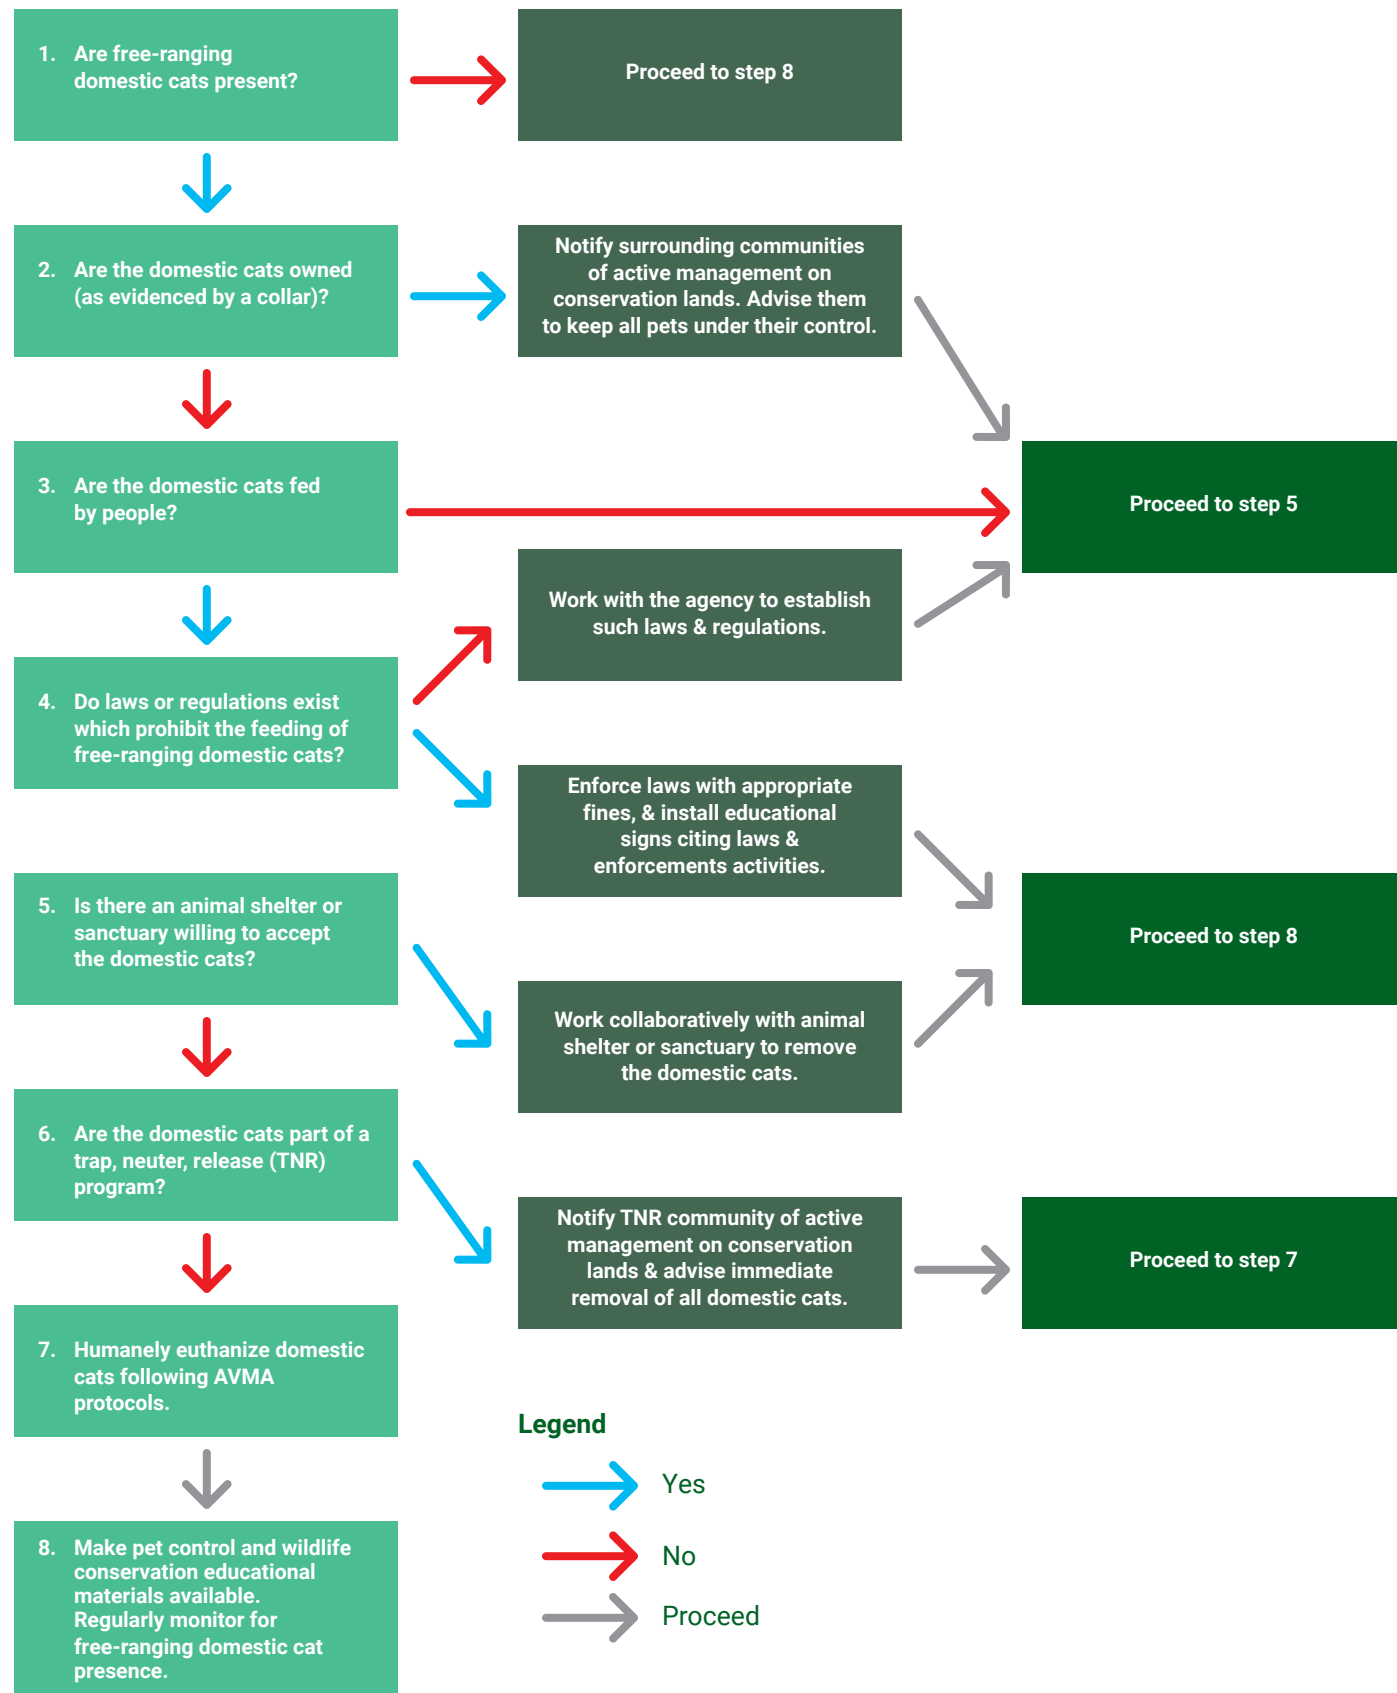 1. Are free-ranging
domestic cats present?
Proceed to step 8
2. Are the domestic cats owned
(as evidenced by a collar)?
Notify surrounding communities
of active management on
conservation lands. Advise them
to keep all pets under their control.
3. Are the domestic cats fed
by people?
Proceed to step 5
Work with the agency to establish
such laws & regulations.
4. Do laws or regulations exist
which prohibit the feeding of
free-ranging domestic cats?
Enforce laws with appropriate
fines, & install educational
signs citing laws &
enforcements activities.
5. Is there an animal shelter or
sanctuary willing to accept
the domestic cats?
Proceed to step 8
Work collaboratively with animal
shelter or sanctuary to remove
the domestic cats.
6. Are the domestic cats part of a
trap, neuter, release (TNR)
program?
Notify TNR community of active
management on conservation
lands & advise immediate
removal of all domestic cats.
Proceed to step 7
7. Humanely euthanize domestic
cats following AVMA
protocols.
Legend
Yes
No
Proceed
8. Make pet control and wildlife
conservation educational
materials available.
Regularly monitor for
free-ranging domestic cat
presence.